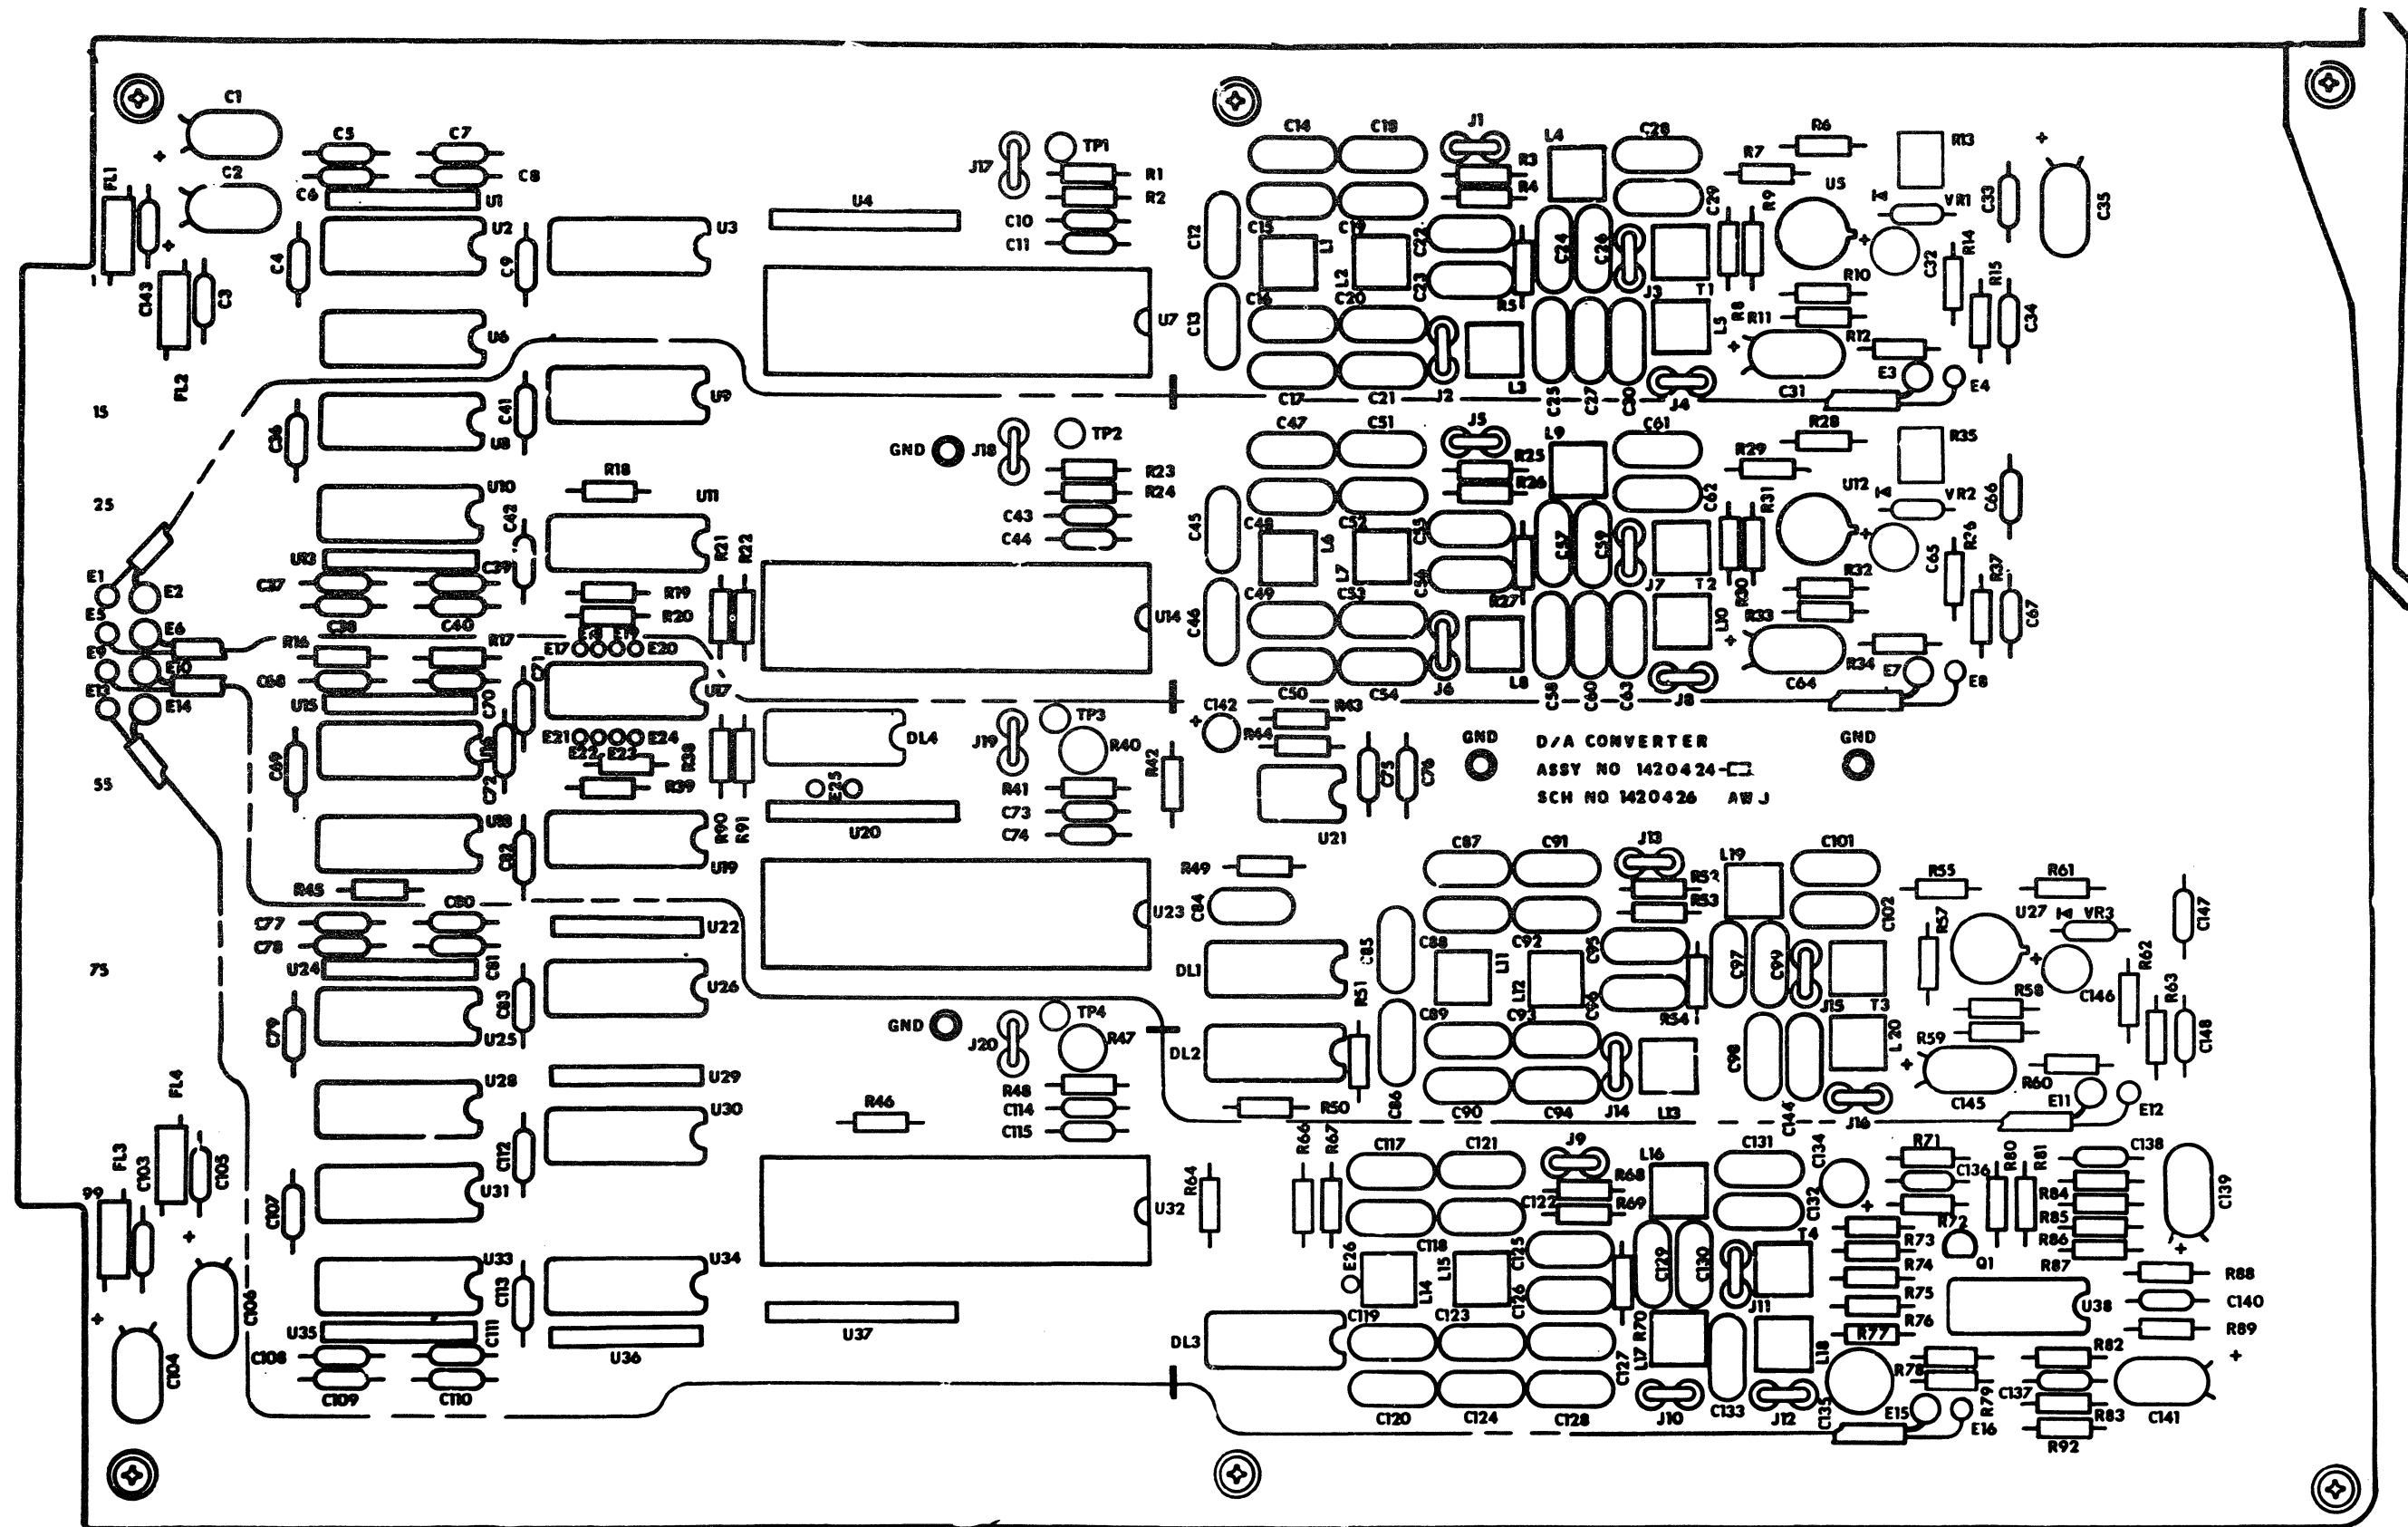 C1
C5
C7
J17
TP1
C14
C18
J1
L4
C28
R6
R13
C6
C8
R1
R3
R7
FL1
C2
U1
R2
R4
U5
C29
R9
VR1
C33
C35
U2
U3
U4
C10
C11
C12
C15
C19
L1
L2
C22
C23
C24
C26
C32
R14
C4
C9
R10
R15
C143
C3
C16
C20
R5
J3
T1
R8
R11
C34
U6
U7
C13
L5
R12
FL2
L3
C31
E3
E4
15
C36
U8
C41
U9
C17
C21
J2
C25
C27
C30
J4
GND
J18
TP2
C47
C51
J5
L9
C61
R28
R35
R18
R23
R25
R29
25
U10
U11
R24
R26
C62
R31
U12
VR2
C66
C42
C43
C44
C45
C48
C52
L6
L7
C55
C56
C57
C59
C65
R36
U13
C39
R21
R22
R32
R37
E1
E2
C37
R19
C49
C53
R27
J7
T2
R30
R33
C67
E5
E6
C38
C40
R20
U14
C46
L10
R16
R17
E18
E19
E17
E20
R34
E9
E10
C68
C71
U17
L8
C64
E7
E8
E13
E14
U15
C70
C50
C54
J6
C58
C60
C63
J8
U16
E21
E22
E23
E24
DL4
J19
TP3
R40
C142
R43
R44
GND
D/A CONVERTER
GND
C69
C72
R38
R39
E25
R41
R42
C75
C76
ASSY NO 1420424-
55
C73
SCH NO 1420426 AWJ
U18
C82
U19
R90
R91
U20
C74
U21
R49
C87
C91
J13
L19
C101
R55
R61
R45
C80
R52
R53
C102
C77
U22
U23
C84
C85
C88
C92
C95
C97
C99
R57
U27
VR3
C147
C78
C81
75
U24
DL1
L11
L12
C96
R62
C79
C83
U26
R51
C89
C93
R54
J15
T3
R58
C146
R63
U25
GND
J20
TP4
R47
DL2
C98
L20
R59
C148
FL4
U28
U29
R48
C86
C90
C94
J14
L13
C144
J16
C145
R60
E11
E12
U30
R46
C114
C115
R50
FL3
C103
C105
C112
R66
R67
C117
C121
J9
L16
C131
C134
R71
R80
R81
C138
99
C107
U31
U32
R64
R68
R69
C122
C132
C136
R84
C139
C118
C125
C129
C130
T4
R72
R73
R85
R86
U33
U34
E26
L14
L15
C126
R74
Q1
R87
C106
C113
J11
R75
R88
U35
C111
U37
DL3
C119
C123
R70
R76
U38
C140
C104
C108
U36
C127
L17
L18
R77
R82
R89
C109
C110
R78
R79
C137
C120
C124
C128
J10
C133
J12
C135
E15
E16
R83
C141
R92